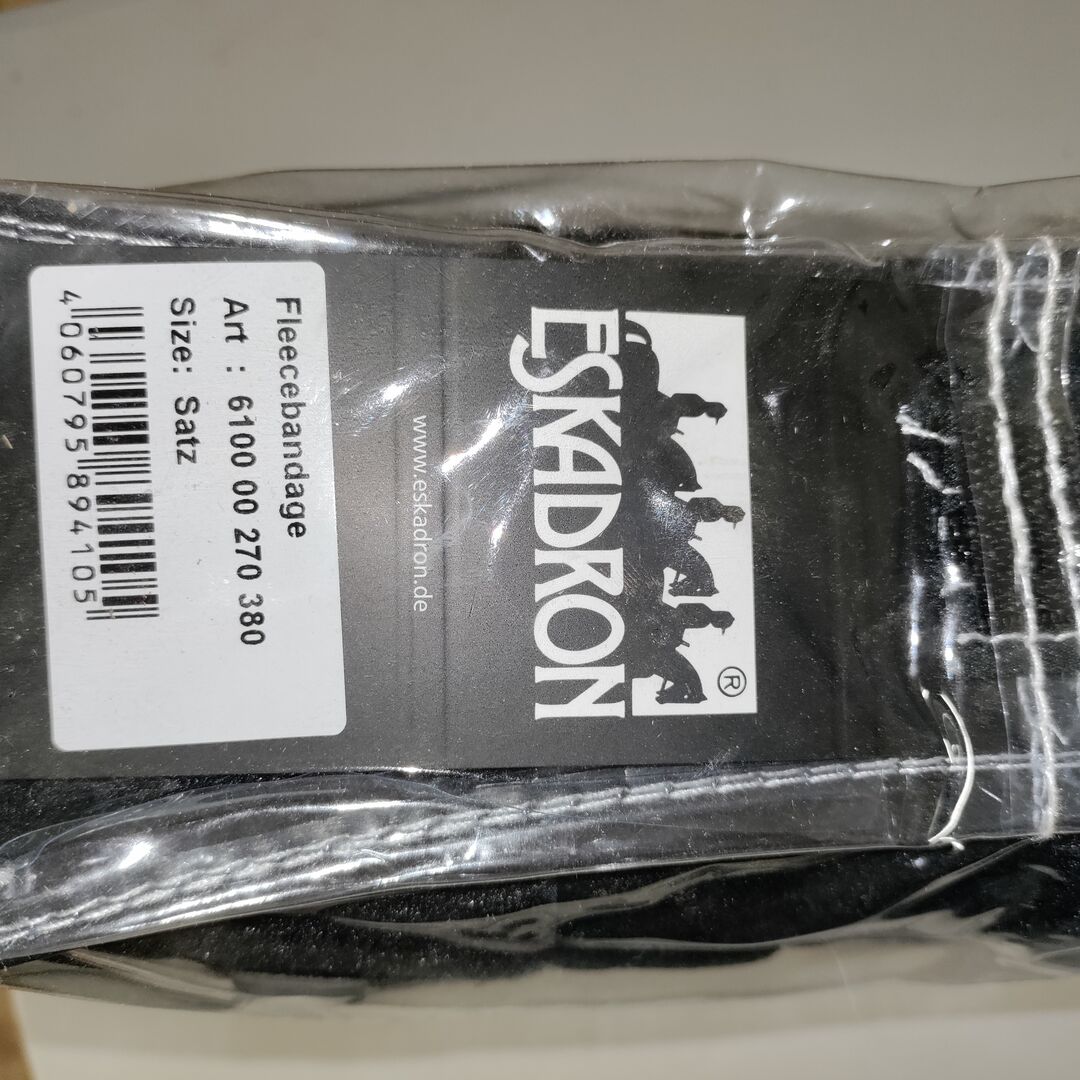 ESKADRON
®
www.eskadron.de
Fleecebandage
Art : 6100 00 270 380
Size: Satz
4 060795 894105